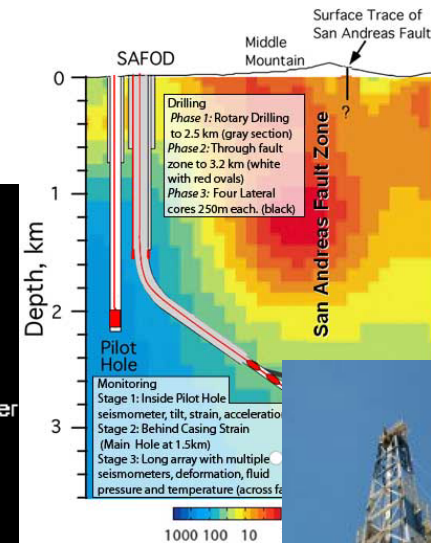 Surface Trace of
San Andreas Fault
SAFOD
Middle
Mountain
0
?
Drilling
Phase 1: Rotary Drilling
to 2.5 km (gray section)
Phase 2: Through fault
zone to 3.2 km (white
with red ovals)
Phase 3: Four Lateral
cores 250m each. (black)
San Andreas Fault Zone
Depth, km
1
2
3
Pilot
Hole
Monitoring
Stage 1: Inside Pilot Hole
seismometer, tilt, strain,
Stage 2: Behind Casing Strain
(Main Hole at 1.5km)
Stage 3: Long array with multiple
seismometers, deformation, fluid
pressure and temperature (across
1000 100 10